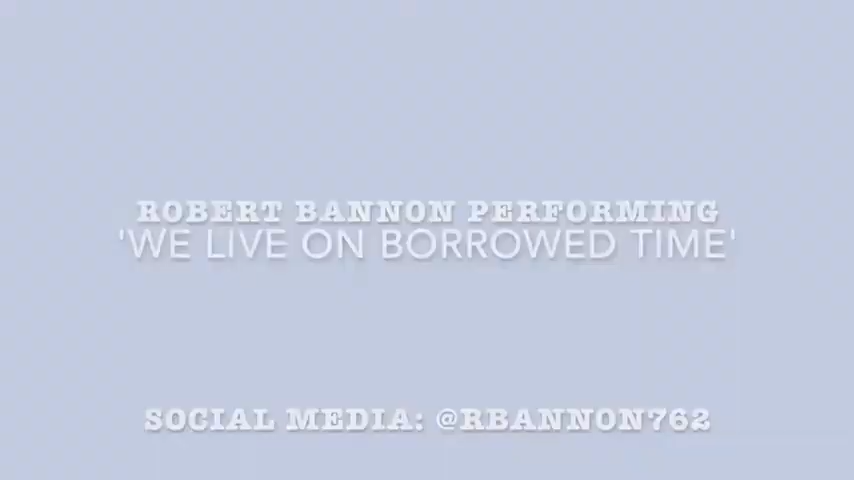 ROBERT BANNON PERFORMING
'WE LIVE ON BORROWED TIME'
SOCIAL MEDIA: @RBANNON762